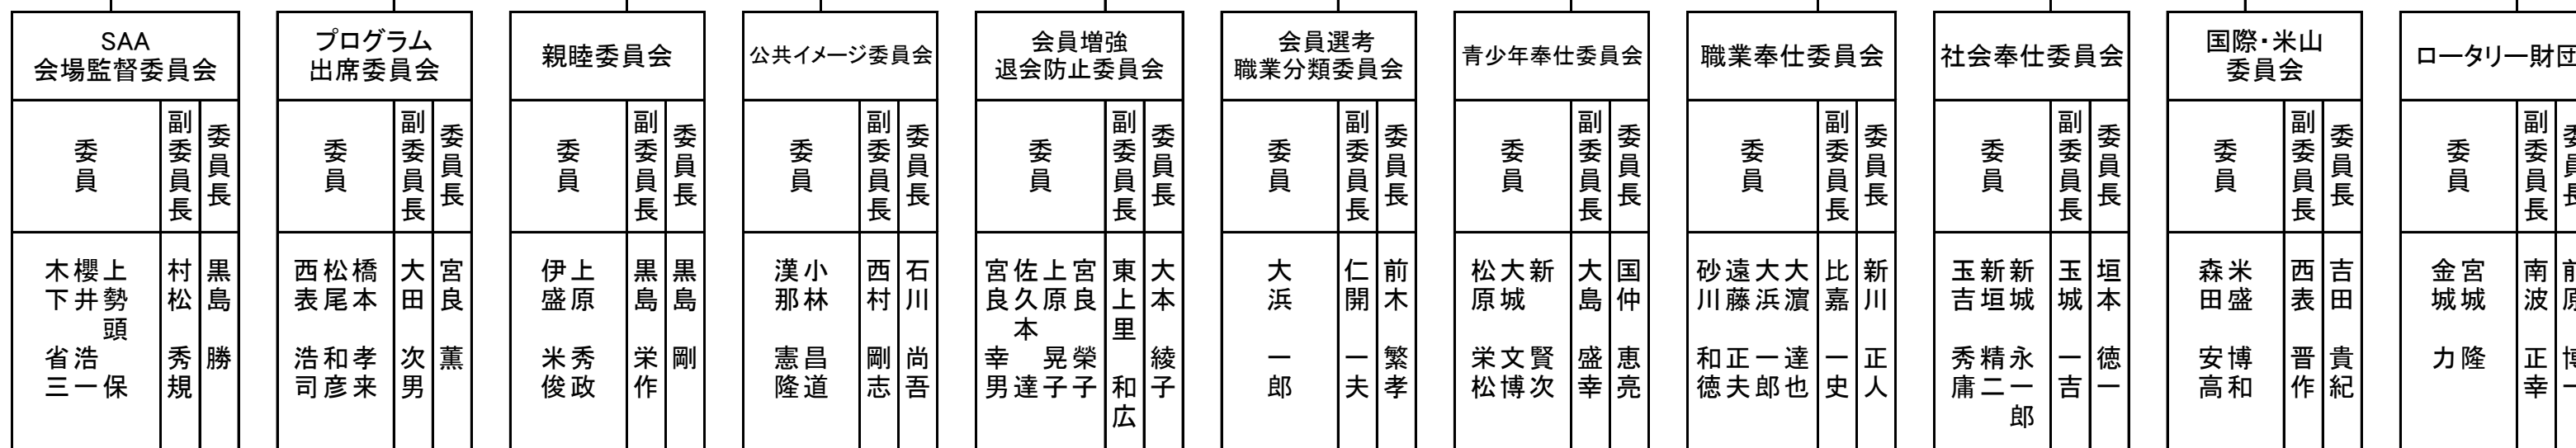 SAA
会場監督委員会
委員長
副委員長
委員
黒島 勝
村松 秀規
上勢頭 保
櫻井 浩一
木下 省三
プログラム
出席委員会
委員長
副委員長
委員
宮良 薫
大田 次男
橋本 孝来
松尾 和彦
西表 浩司
親睦委員会
委員長
副委員長
委員
黒島 剛
黒島 栄作
上原 秀政
伊盛 米俊
公共イメージ委員会
委員長
副委員長
委員
石川 尚吾
西村 剛志
小林 昌道
漢那 憲隆
会員増強
退会防止委員会
委員長
副委員長
委員
大本 綾子
東上里 和広
宮良 榮子
上原 晃子
佐久本 達
宮良 幸男
会員選考
職業分類委員会
委員長
副委員長
委員
前木 繁孝
仁開 一夫
大浜 一郎
青少年奉仕委員会
委員長
副委員長
委員
国仲 恵亮
大島 盛幸
新 賢次
大城 文博
松原 栄松
職業奉仕委員会
委員長
副委員長
委員
新川 正人
比嘉 一史
大濵 達也
大浜 一郎
遠藤 正夫
砂川 和徳
社会奉仕委員会
委員長
副委員長
委員
垣本 徳一
玉城 一吉
新城 永一郎
新垣 精二
玉吉 秀庸
国際・米山
委員会
委員長
副委員長
委員
吉田 貴紀
西表 晋作
米盛 博和
森田 安高
ロータリー財団
副委員長
委員
南波 正幸
宮城 隆
金城 力